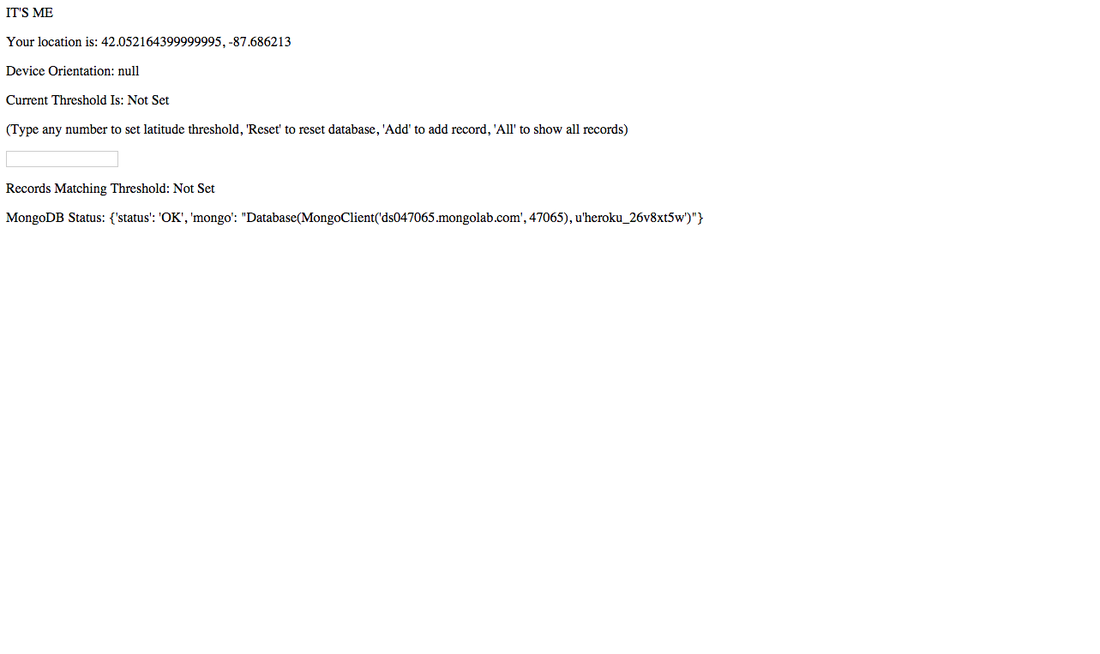 IT'S ME
Your location is: 42.052164399999995, -87.686213
Device Orientation: null
Current Threshold Is: Not Set
(Type any number to set latitude threshold, 'Reset' to reset database, 'Add' to add record, 'All' to show all records)
Records Matching Threshold: Not Set
MongoDB Status: {'status': 'OK', 'mongo': "Database(MongoClient('ds047065.mongolab.com', 47065), u'heroku_26v8xt5w')"}